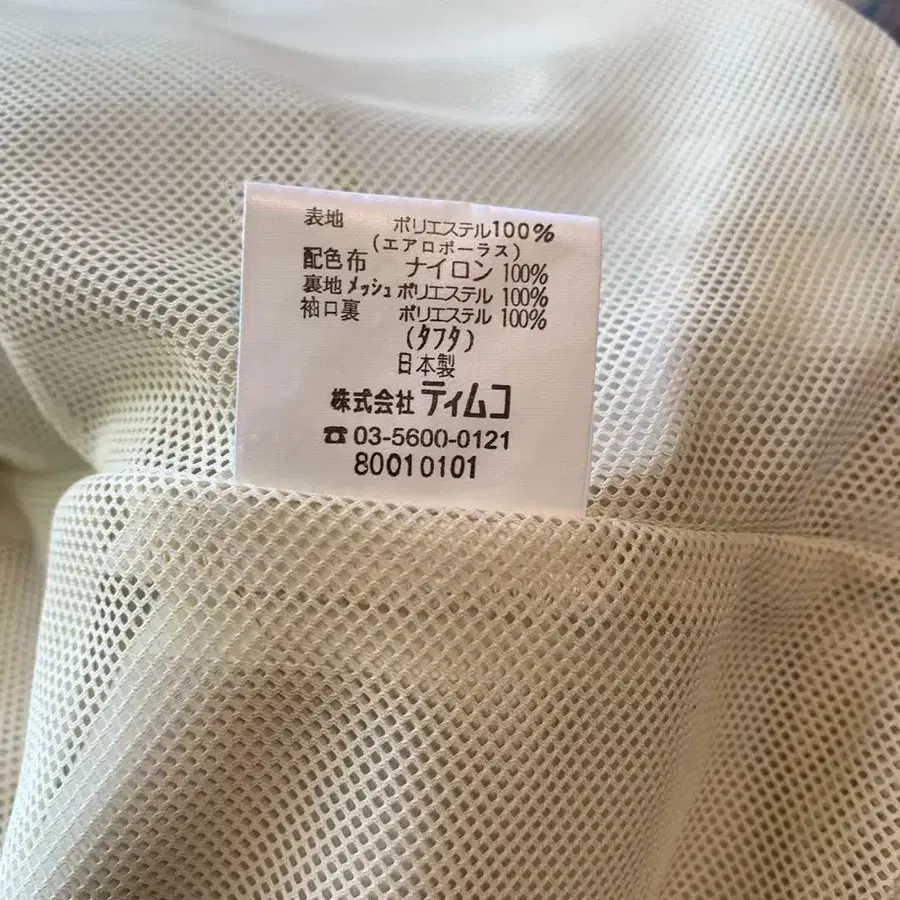 表地 ポリエステル100%
(エアロポーラス)
配色布 ナイロン 100%
裏地メッシュ ポリエステル 100%
袖口裏 ポリエステル 100%
(タフタ)
日本製
株式会社ティムコ
☎03-5600-0121
80010101